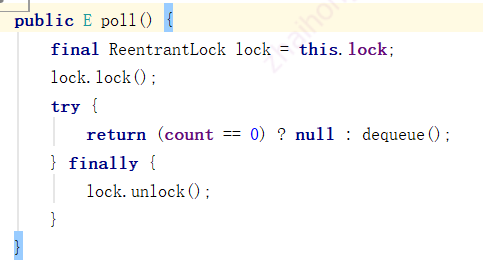 public E poll() {
    final ReentrantLock lock = this.lock;
    lock.lock();
    try {
        return (count == 0) ? null : dequeue();
    } finally {
        lock.unlock();
    }
}